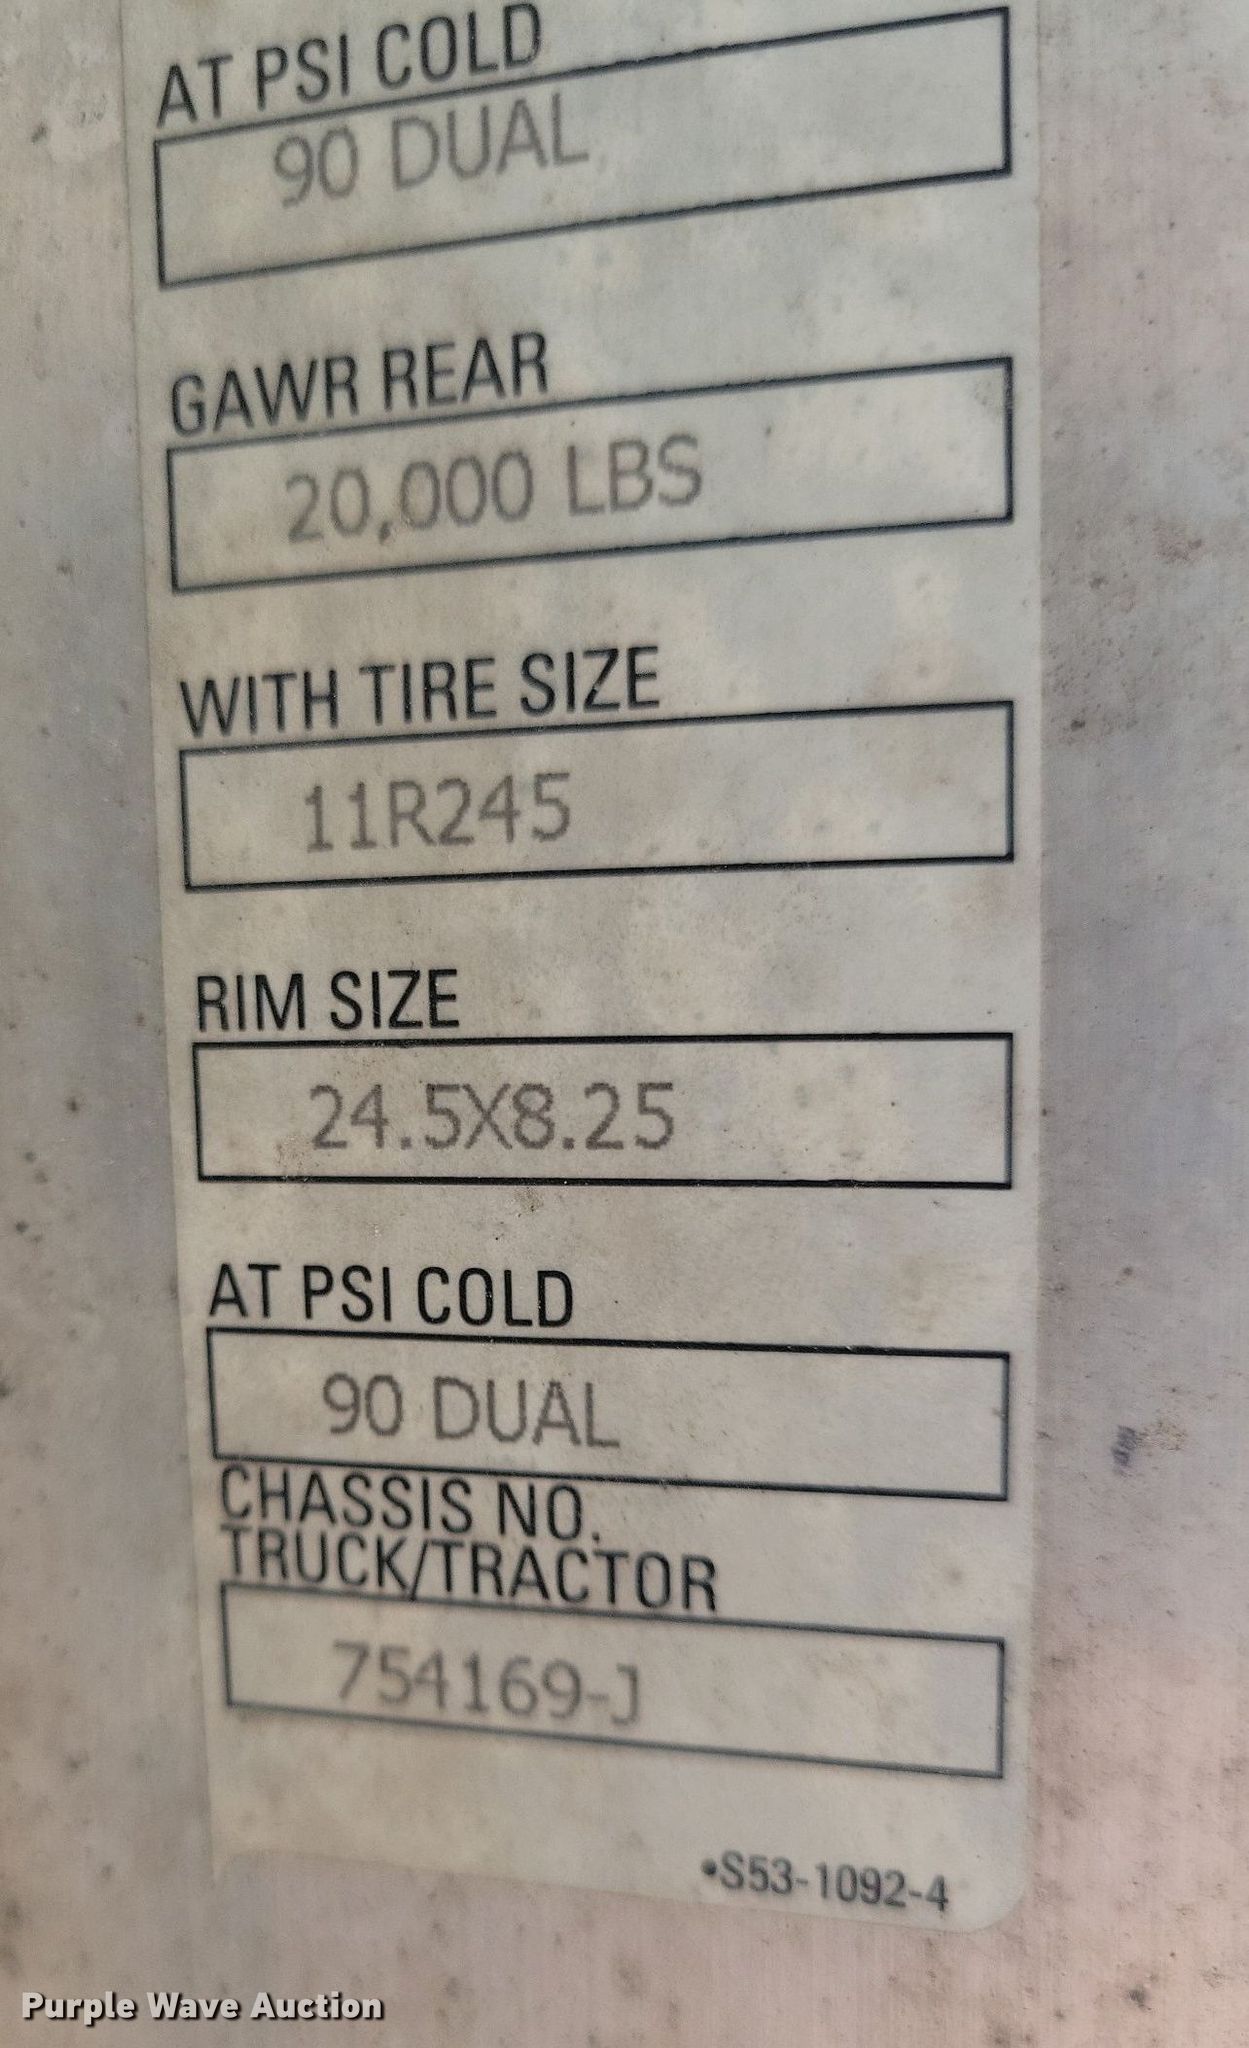 AT PSI COLD
90 DUAL
GAWR REAR
20,000 LBS
WITH TIRE SIZE
11R245
RIM SIZE
24.5X8.25
AT PSI COLD
90 DUAL
CHASSIS NO.
TRUCK/TRACTOR
754169-J
•S53-1092-4
Purple Wave Auction